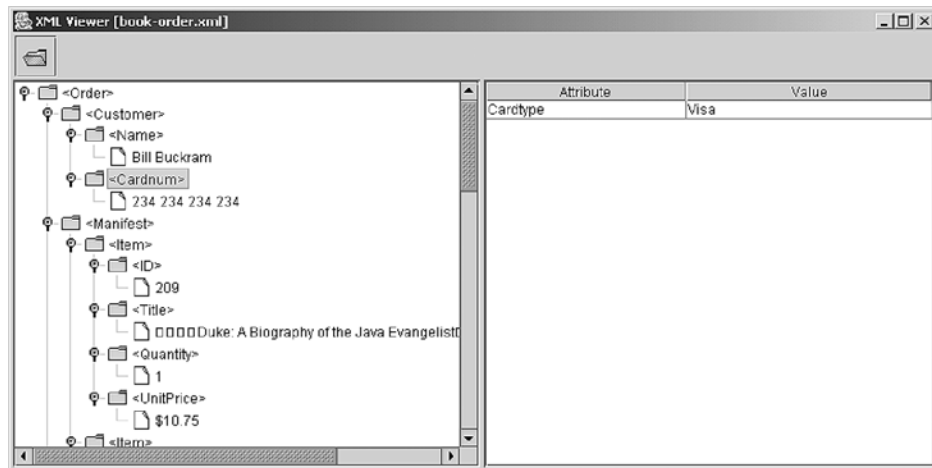 XML Viewer [book-order.xml]
<Order>
<Customer>
<Name>
Bill Buckram
<Cardnum>
234 234 234 234
<Manifest>
<Item>
<ID>
209
<Title>
□□□□Duke: A Biography of the Java Evangelist□
<Quantity>
1
<UnitPrice>
$10.75
<Item>
Attribute Value
Cardtype Visa